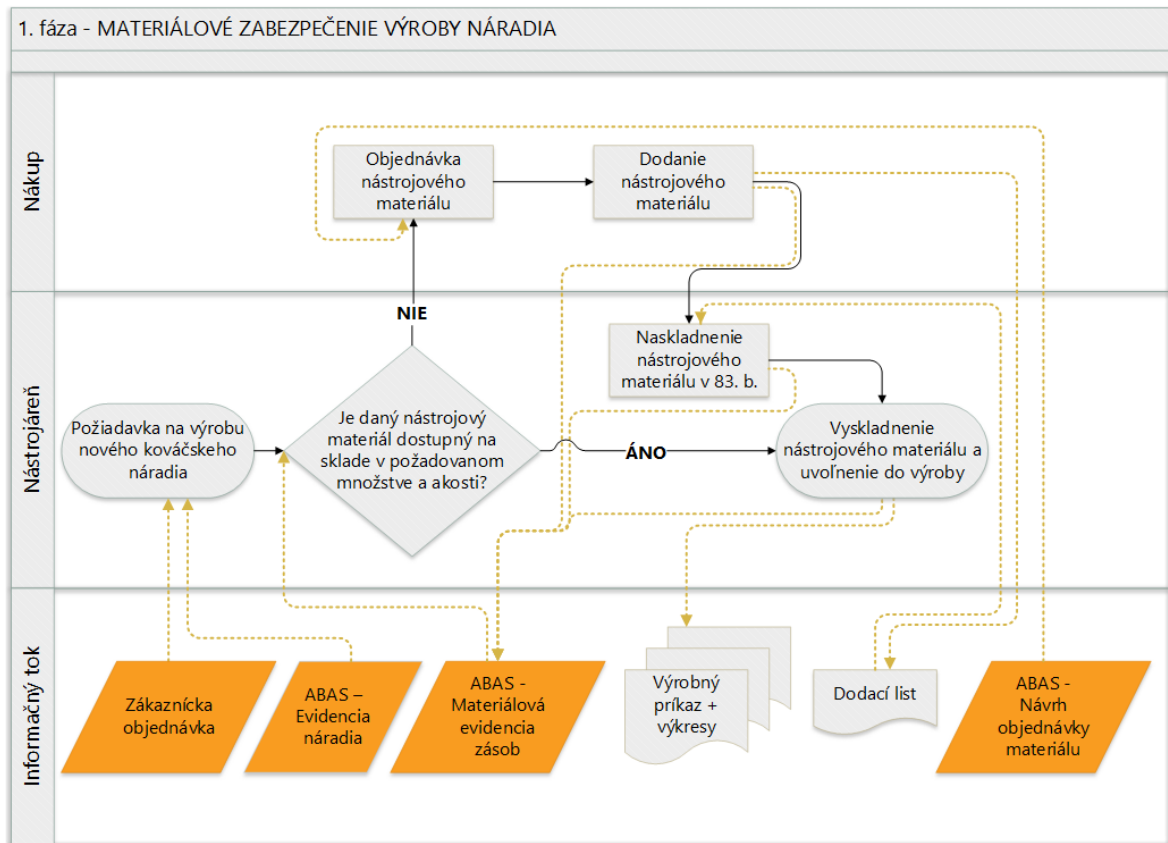 1. fáza - MATERIÁLOVÉ ZABEZPEČENIE VÝROBY NÁRADIA
Nákup
Objednávka
nástrojového
materiálu
Dodanie
nástrojového
materiálu
Nástrojáreň
NIE
Naskladnenie
nástrojového
materiálu v 83. b.
Požiadavka na výrobu
nového kováčskeho
náradia
Je daný nástrojový
materiál dostupný na
sklade v požadovanom
množstve a akosti?
ÁNO
Vyskladnenie
nástrojového materiálu a
uvoľnenie do výroby
Informačný tok
Zákaznícka
objednávka
ABAS –
Evidencia
náradia
ABAS -
Materiálová
evidencia
zásob
Výrobný
príkaz +
výkresy
Dodací list
ABAS -
Návrh
objednávky
materiálu